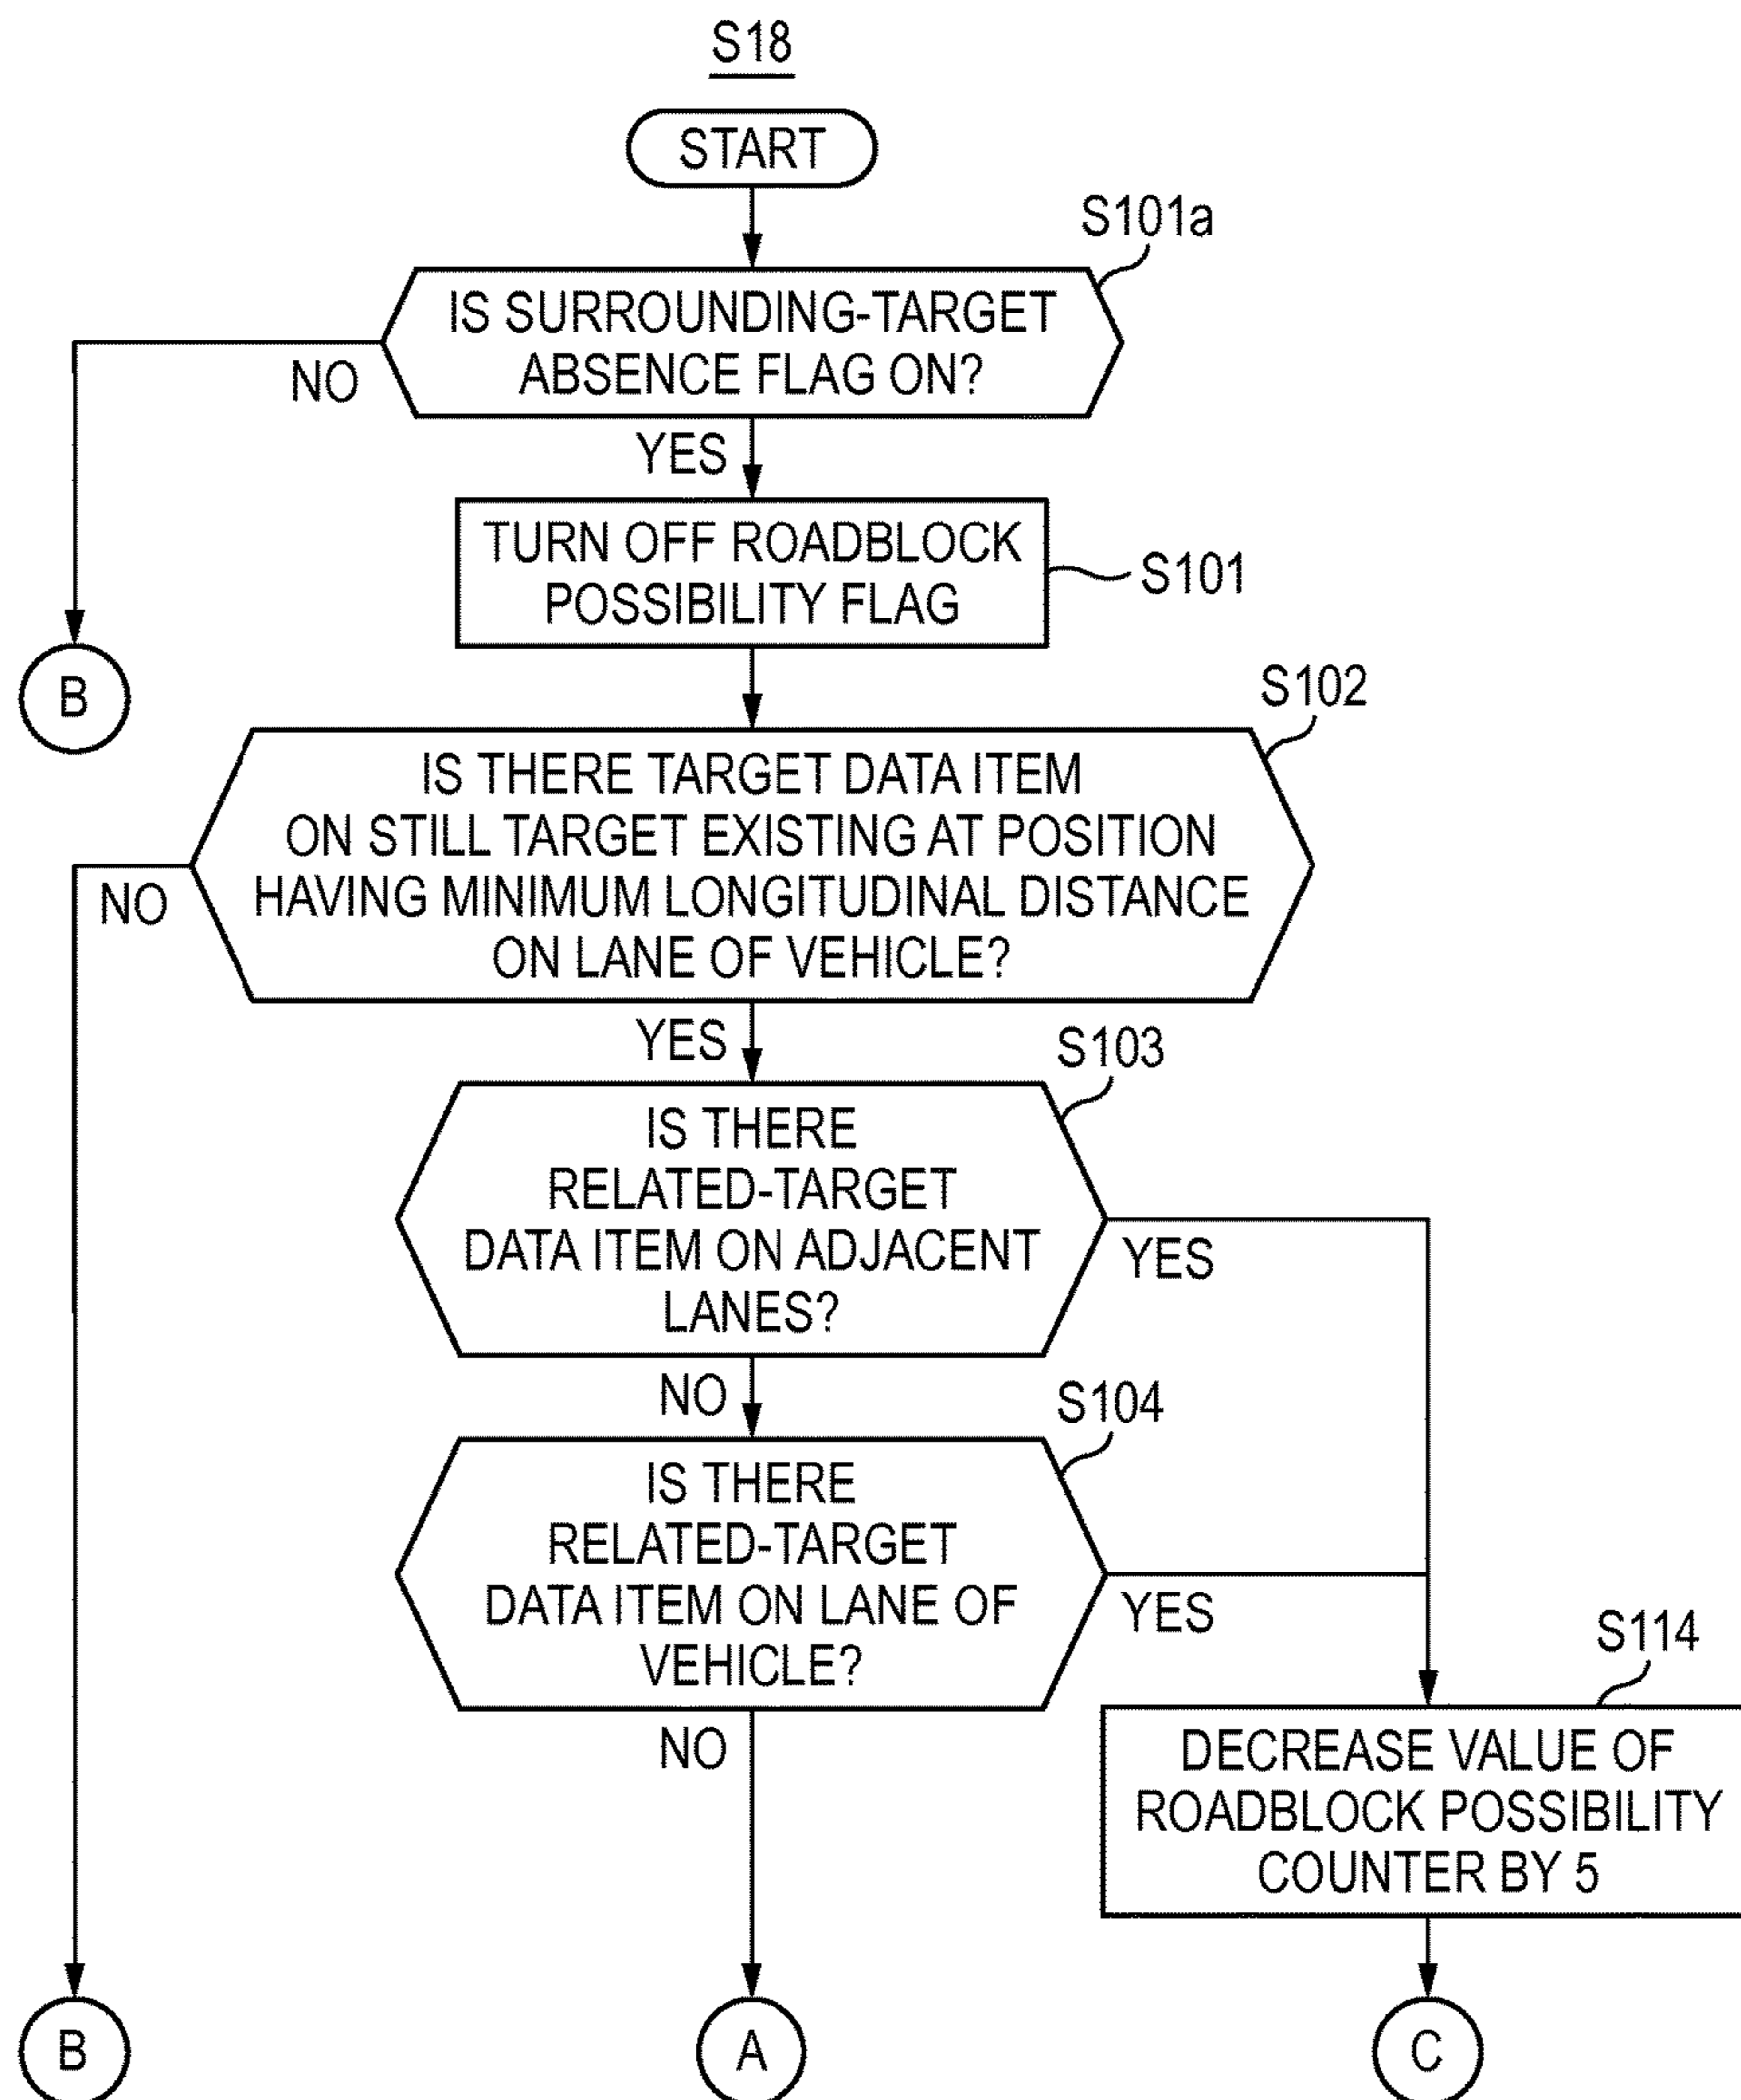 S18
START
S101a
IS SURROUNDING-TARGET
ABSENCE FLAG ON?
NO
YES
TURN OFF ROADBLOCK
POSSIBILITY FLAG
S101
B
S102
IS THERE TARGET DATA ITEM
ON STILL TARGET EXISTING AT POSITION
HAVING MINIMUM LONGITUDINAL DISTANCE
ON LANE OF VEHICLE?
NO
YES
S103
IS THERE
RELATED-TARGET
DATA ITEM ON ADJACENT
LANES?
YES
NO
S104
IS THERE
RELATED-TARGET
DATA ITEM ON LANE OF
VEHICLE?
YES
NO
S114
DECREASE VALUE OF
ROADBLOCK POSSIBILITY
COUNTER BY 5
B
A
C